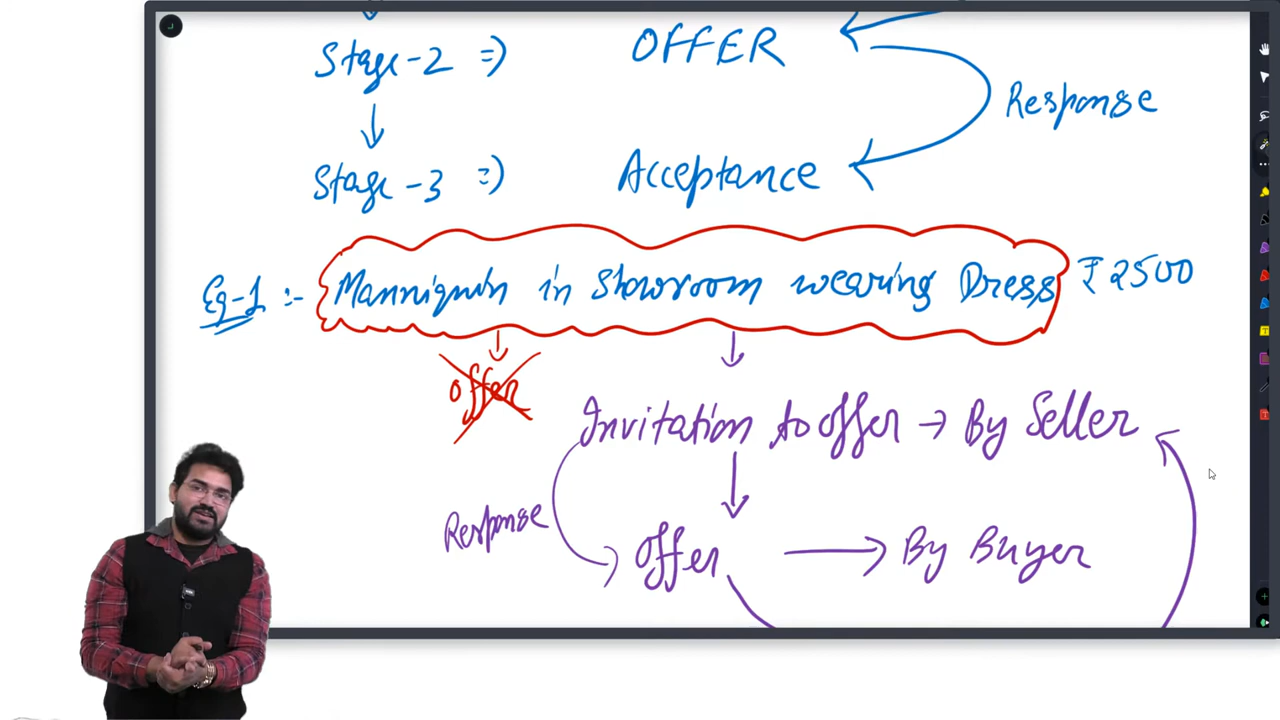 Stage-2 => OFFER
Response
Stage-3 => Acceptance
Eg-1 :- Manniquin in Showroom wearing Dress ₹2500
Offer
Invitation to offer → By Seller
Response
Offer → By Buyer